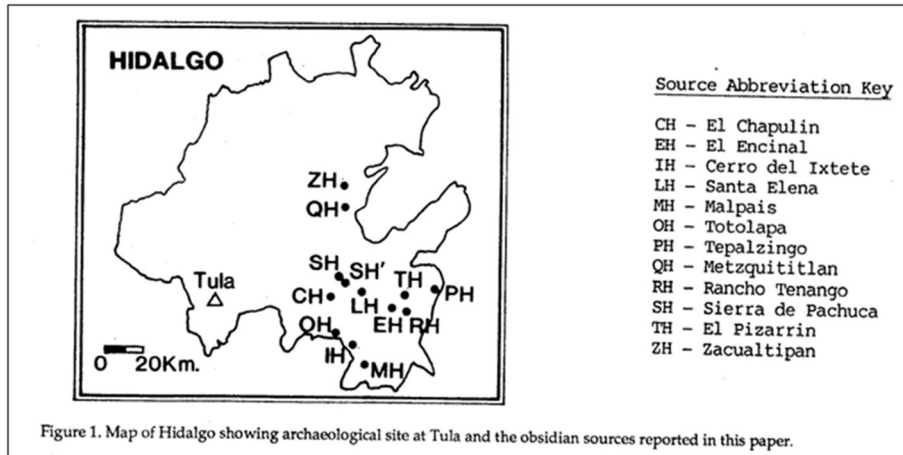 HIDALGO
ZH
QH
SH
SH'
TH
PH
Tula
CH
LH
EH
RH
OH
IH
MH
0 20Km.
Source Abbreviation Key
CH - El Chapulin
EH - El Encinal
IH - Cerro del Ixtete
LH - Santa Elena
MH - Malpais
OH - Totolapa
PH - Tepalzingo
QH - Metzquititlan
RH - Rancho Tenango
SH - Sierra de Pachuca
TH - El Pizarrin
ZH - Zacualtipan
Figure 1. Map of Hidalgo showing archaeological site at Tula and the obsidian sources reported in this paper.